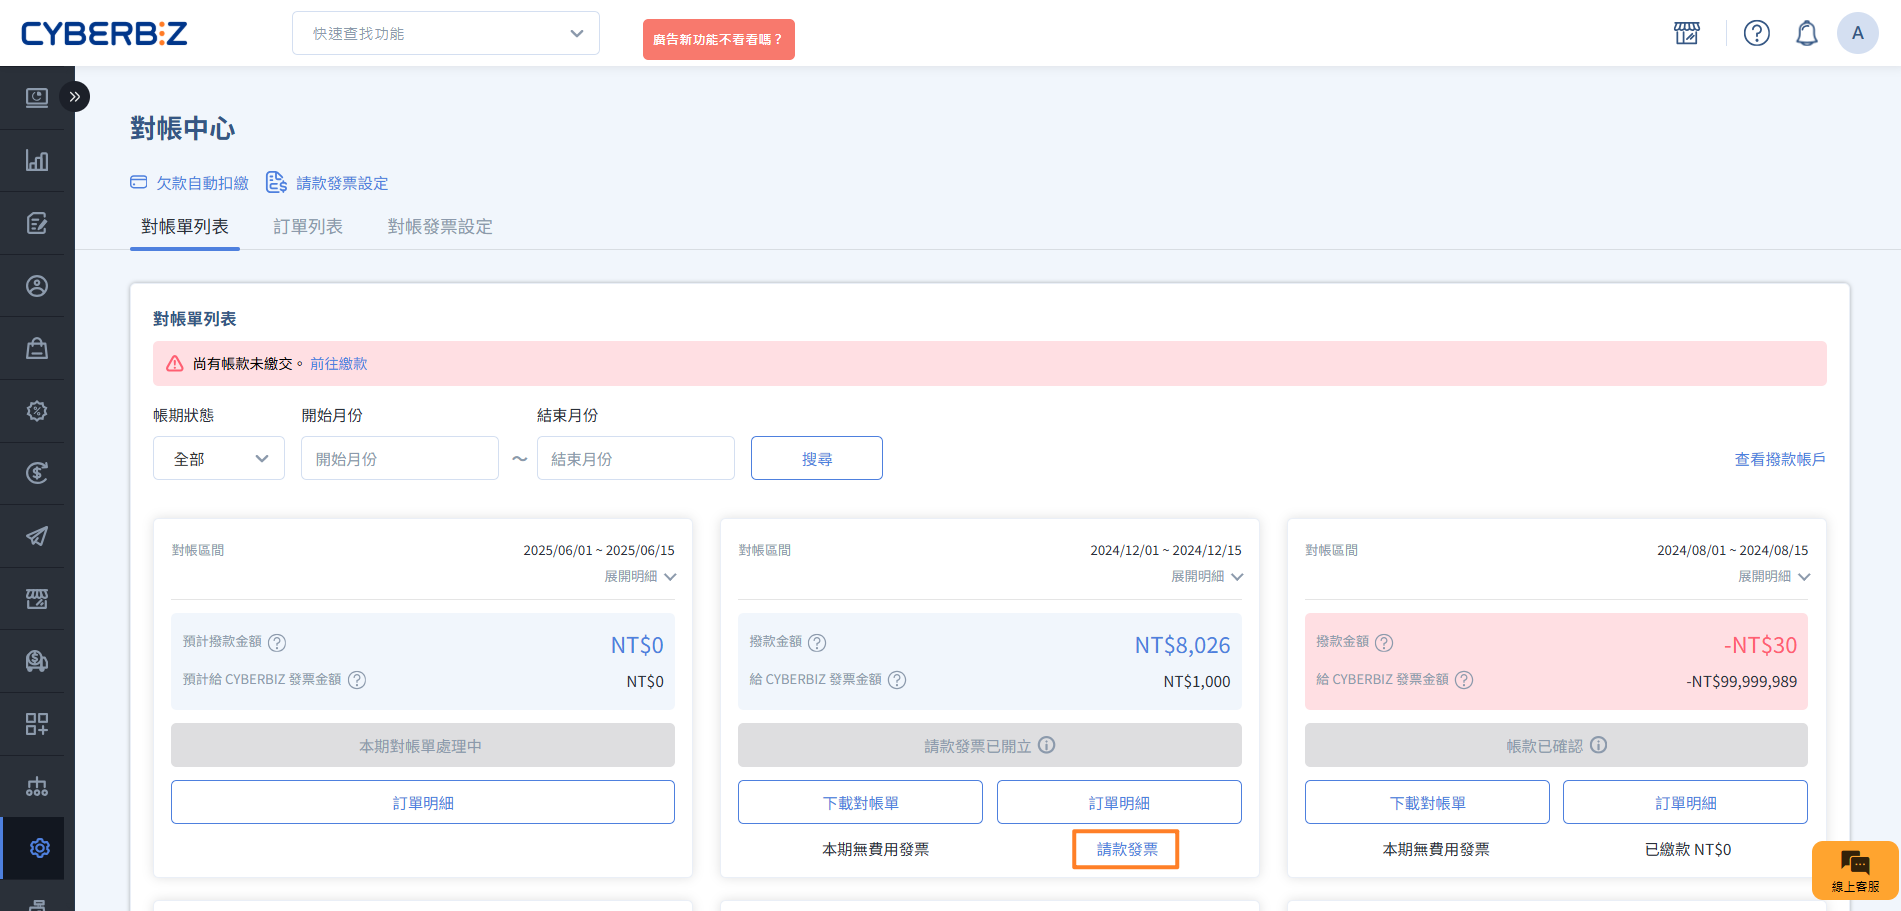 CYBERBIZ
快速查找功能
廣告新功能不看看嗎？
A
對帳中心
欠款自動扣繳
請款發票設定
對帳單列表
訂單列表
對帳發票設定
對帳單列表
尚有帳款未繳交。 前往繳款
帳期狀態
開始月份
結束月份
全部
開始月份
～
結束月份
搜尋
查看撥款帳戶
對帳區間
2025/06/01 ~ 2025/06/15
展開明細
預計撥款金額
NT$0
預計給 CYBERBIZ 發票金額
NT$0
本期對帳單處理中
訂單明細
對帳區間
2024/12/01 ~ 2024/12/15
展開明細
撥款金額
NT$8,026
給 CYBERBIZ 發票金額
NT$1,000
請款發票已開立
下載對帳單
訂單明細
本期無費用發票
請款發票
對帳區間
2024/08/01 ~ 2024/08/15
展開明細
撥款金額
-NT$30
給 CYBERBIZ 發票金額
-NT$99,999,989
帳款已確認
下載對帳單
訂單明細
本期無費用發票
已繳款 NT$0
線上客服